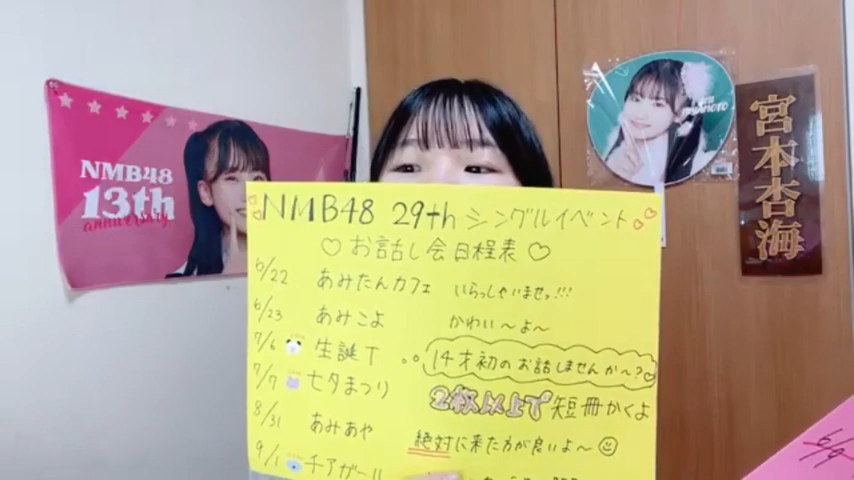 NMB48
13th
anniversary
MIYAMOTO
宮本杏海
NMB48 29th シングルイベント
♡お話し会日程表♡
6/22 あみたんカフェ いらっしゃいませっ!!!
6/23 あみこよ かわい〜よ〜
7/6 生誕T 14才初のお話しませんか〜?♡
7/7 七夕まつり 2枚以上で短冊かくよ
8/31 あみあや 絶対に来た方が良いよ〜
9/1 チアガール
6/9